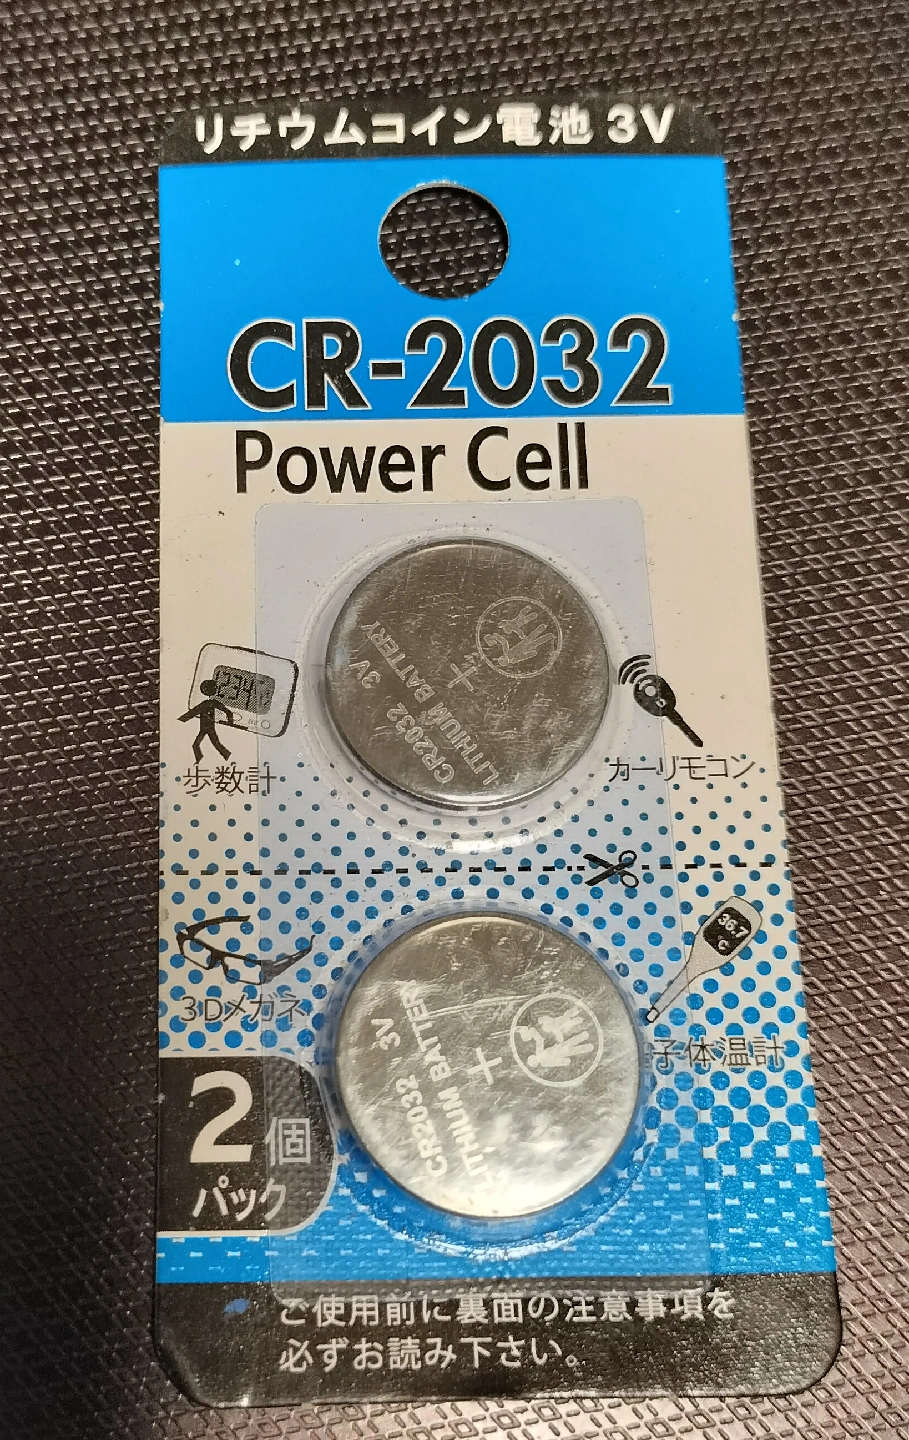 リチウムコイン電池 3V
CR-2032
Power Cell
3V
CR2032
LITHIUM BATTERY
+
1234
歩数計
カーリモコン
36.7
°C
3Dメガネ
子体温計
3V
CR2032
LITHIUM BATTERY
+
2個
パック
ご使用前に裏面の注意事項を
必ずお読み下さい。